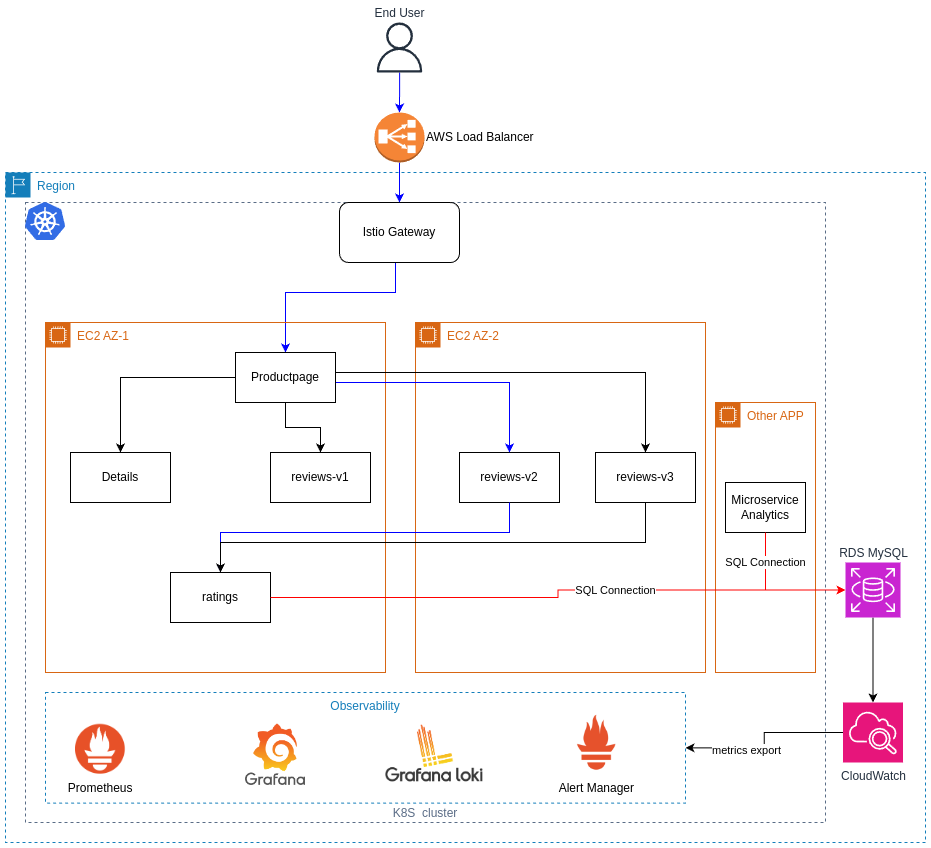 End User
AWS Load Balancer
Region
Istio Gateway
EC2 AZ-1
EC2 AZ-2
Productpage
Other APP
Details
reviews-v1
reviews-v2
reviews-v3
Microservice
Analytics
SQL Connection
RDS MySQL
ratings
SQL Connection
Observability
Prometheus
Grafana
Grafana loki
Alert Manager
metrics export
CloudWatch
K8S cluster